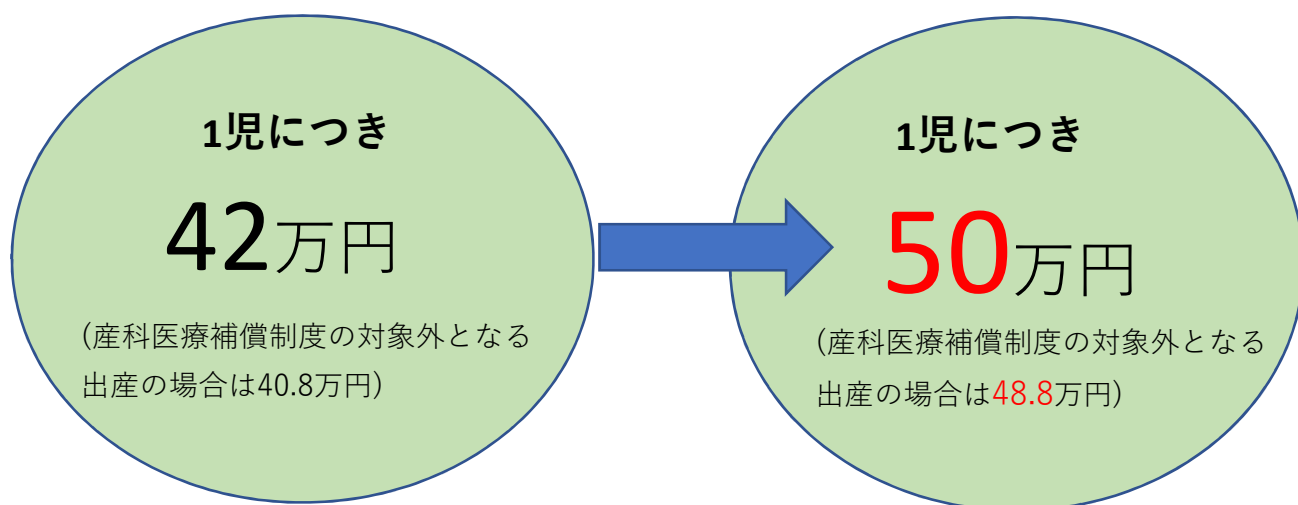 1児につき
42万円
(産科医療補償制度の対象外となる
出産の場合は40.8万円)
1児につき
50万円
(産科医療補償制度の対象外となる
出産の場合は48.8万円)